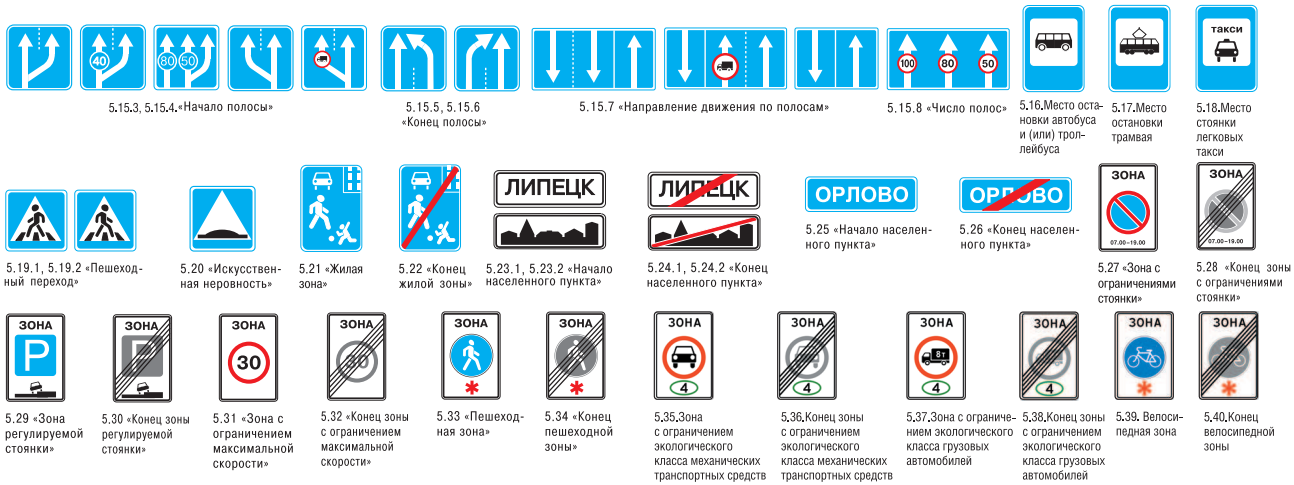 40
80 50
100 80 50
такси
5.15.3, 5.15.4.«Начало полосы»
5.15.5, 5.15.6
«Конец полосы»
5.15.7 «Направление движения по полосам»
5.15.8 «Число полос»
5.16.Место оста-
новки автобуса
и (или) трол-
лейбуса
5.17.Место
остановки
трамвая
5.18.Место
стоянки
легковых
такси
ЛИПЕЦК
ЛИПЕЦК
ОРЛОВО
ОРЛОВО
ЗОНА
07.00–19.00
ЗОНА
07.00–19.00
5.19.1, 5.19.2 «Пешеход-
ный переход»
5.20 «Искусствен-
ная неровность»
5.21 «Жилая
зона»
5.22 «Конец
жилой зоны»
5.23.1, 5.23.2 «Начало
населенного пункта»
5.24.1, 5.24.2 «Конец
населенного пункта»
5.25 «Начало населен-
ного пункта»
5.26 «Конец населен-
ного пункта»
5.27 «Зона с
ограничениями
стоянки»
5.28 «Конец зоны
с ограничениями
стоянки»
ЗОНА
P
ЗОНА
P
ЗОНА
30
ЗОНА
30
ЗОНА
*
ЗОНА
*
ЗОНА
4
ЗОНА
4
ЗОНА
8т
4
ЗОНА
4
ЗОНА
*
ЗОНА
*
5.29 «Зона
регулируемой
стоянки»
5.30 «Конец зоны
регулируемой
стоянки»
5.31 «Зона с
ограничением
максимальной
скорости»
5.32 «Конец зоны
с ограничением
максимальной
скорости»
5.33 «Пешеход-
ная зона»
5.34 «Конец
пешеходной
зоны»
5.35.Зона
с ограничением
экологического
класса механических
транспортных средств
5.36.Конец зоны
с ограничением
экологического
класса механических
транспортных средств
5.37.Зона с ограниче-
нием экологического
класса грузовых
автомобилей
5.38.Конец зоны
с ограничением
экологического
класса грузовых
автомобилей
5.39. Велоси-
педная зона
5.40.Конец
велосипедной
зоны